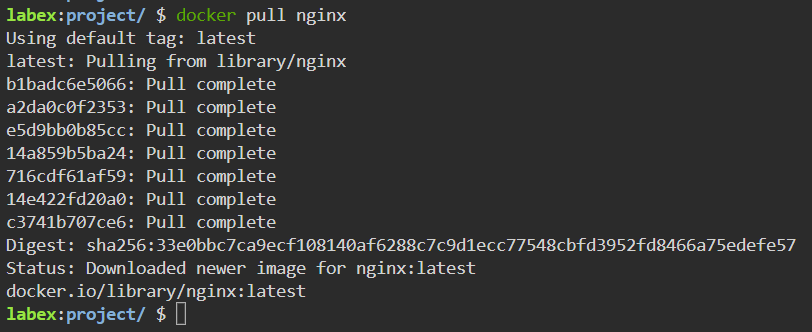 labex:project/ $ docker pull nginx
Using default tag: latest
latest: Pulling from library/nginx
b1badc6e5066: Pull complete
a2da0c0f2353: Pull complete
e5d9bb0b85cc: Pull complete
14a859b5ba24: Pull complete
716cdf61af59: Pull complete
14e422fd20a0: Pull complete
c3741b707ce6: Pull complete
Digest: sha256:33e0bbc7ca9ecf108140af6288c7c9d1ecc77548cbfd3952fd8466a75edefe57
Status: Downloaded newer image for nginx:latest
docker.io/library/nginx:latest
labex:project/ $